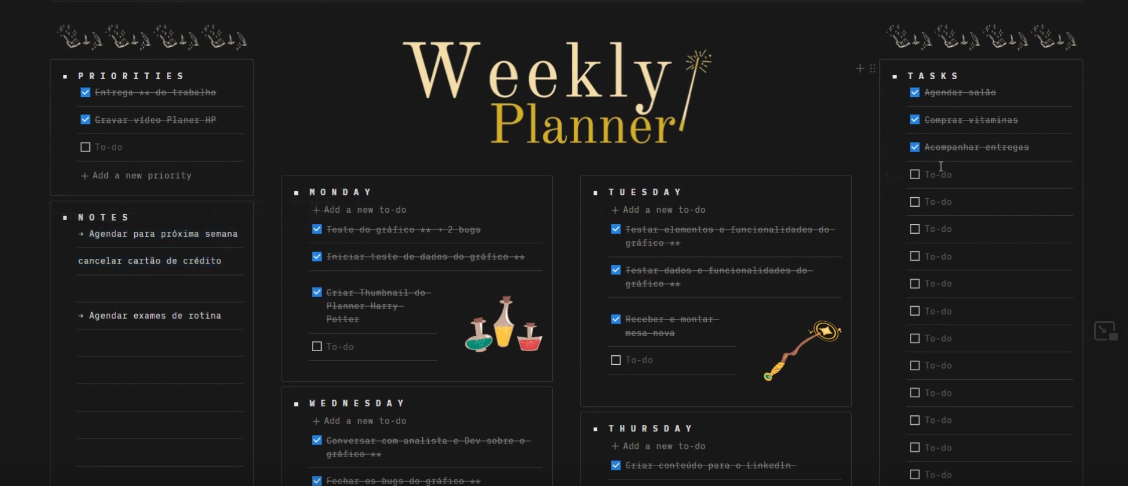 Weekly
Planner
PRIORITIES
Entrega ** do trabalho
Gravar vídeo Planer HP
To-do
+ Add a new priority
NOTES
→ Agendar para próxima semana
cancelar cartão de crédito
→ Agendar exames de rotina
MONDAY
+ Add a new to-do
Teste do gráfico ** + 2 bugs
Iniciar teste de dados do gráfico **
Criar Thumbnail do
Planner Harry
Potter
To-do
WEDNESDAY
+ Add a new to-do
Conversar com analista e Dev sobre o
gráfico **
Fechar os bugs do gráfico **
TUESDAY
+ Add a new to-do
Testar elementos e funcionalidades do
gráfico **
Testar dados e funcionalidades do
gráfico **
Receber e montar
mesa nova
To-do
THURSDAY
+ Add a new to-do
Criar conteúdo para o LinkedIn
TASKS
Agendar salão
Comprar vitaminas
Acompanhar entregas
To-do
To-do
To-do
To-do
To-do
To-do
To-do
To-do
To-do
To-do
To-do
To-do